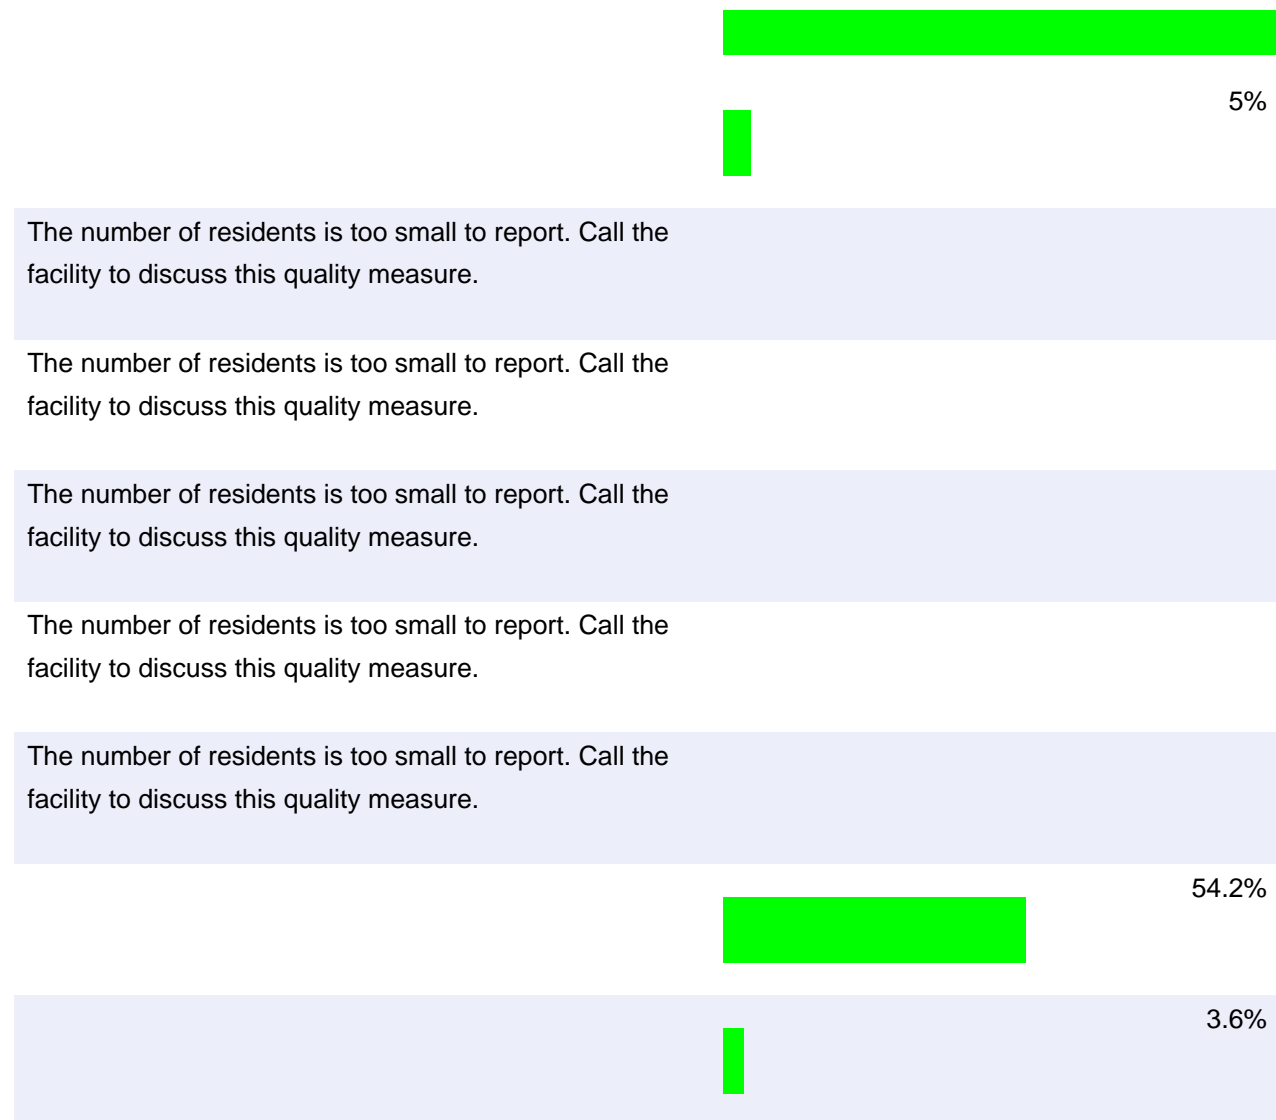 5%
The number of residents is too small to report. Call the
facility to discuss this quality measure.
The number of residents is too small to report. Call the
facility to discuss this quality measure.
The number of residents is too small to report. Call the
facility to discuss this quality measure.
The number of residents is too small to report. Call the
facility to discuss this quality measure.
The number of residents is too small to report. Call the
facility to discuss this quality measure.
54.2%
3.6%